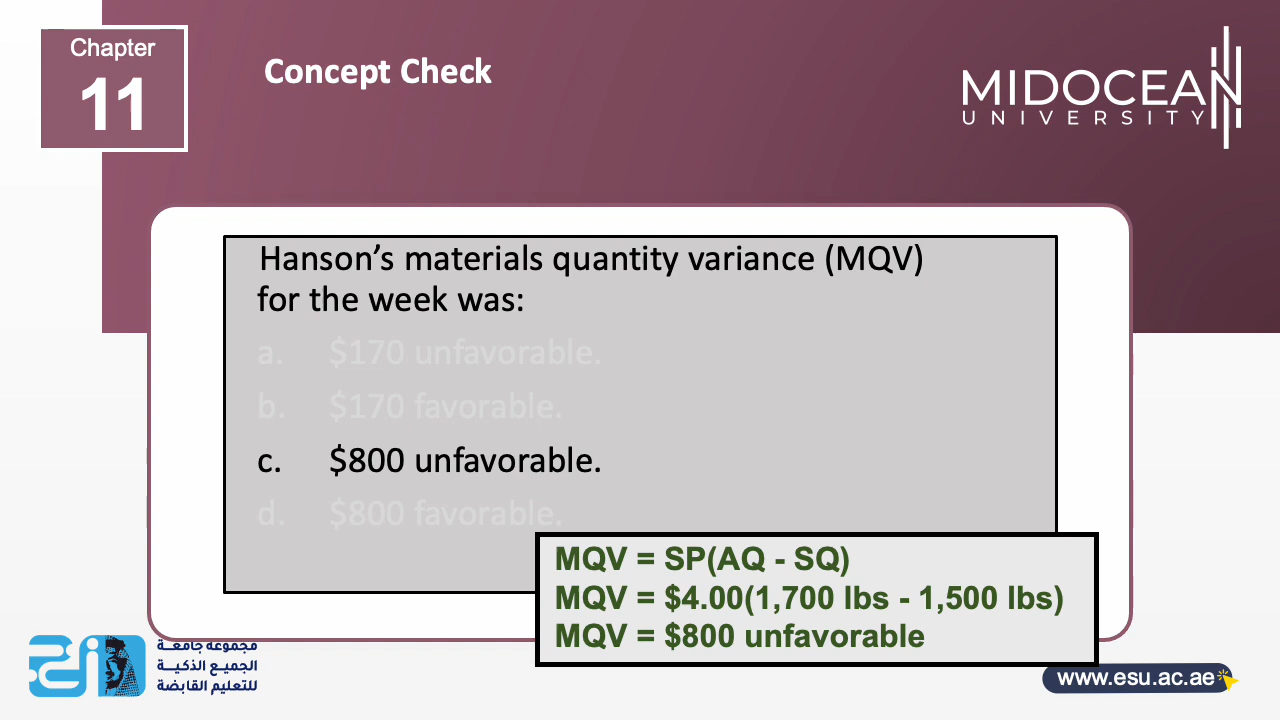 Chapter
11
Concept Check
MIDOCEAN
UNIVERSITY
Hanson’s materials quantity variance (MQV)
for the week was:
a. $170 unfavorable.
b. $170 favorable.
c. $800 unfavorable.
d. $800 favorable.
MQV = SP(AQ - SQ)
MQV = $4.00(1,700 lbs - 1,500 lbs)
MQV = $800 unfavorable
مجموعه جامعة
الجميع الذكية
للتعليم القابضة
www.esu.ac.ae